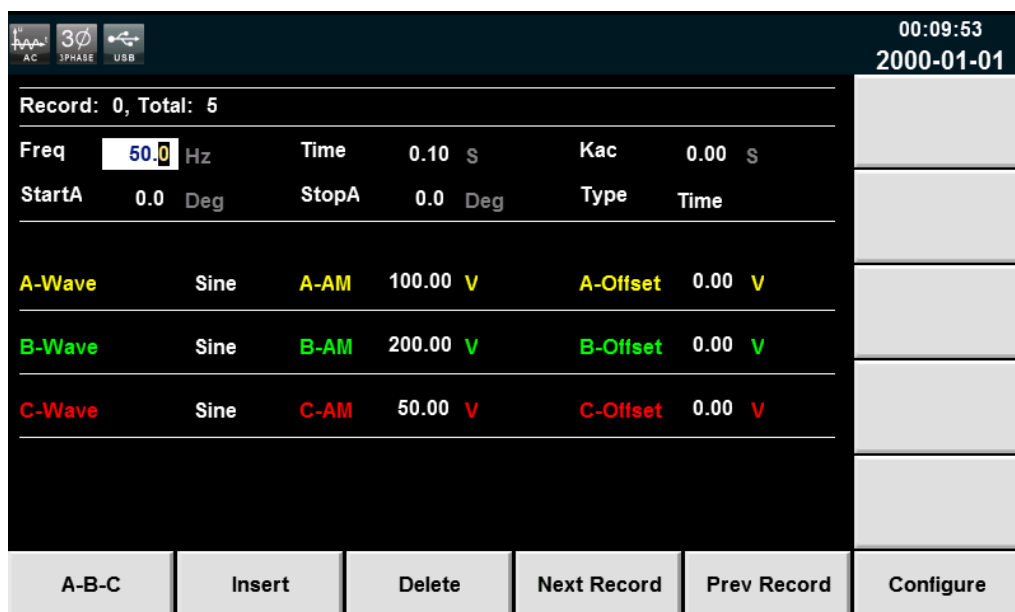 AC 3Ø 3PHASE USB
00:09:53
2000-01-01
Record: 0, Total: 5
Freq 50.0 Hz Time 0.10 S Kac 0.00 S
StartA 0.0 Deg StopA 0.0 Deg Type Time
A-Wave Sine A-AM 100.00 V A-Offset 0.00 V
B-Wave Sine B-AM 200.00 V B-Offset 0.00 V
C-Wave Sine C-AM 50.00 V C-Offset 0.00 V
A-B-C Insert Delete Next Record Prev Record Configure